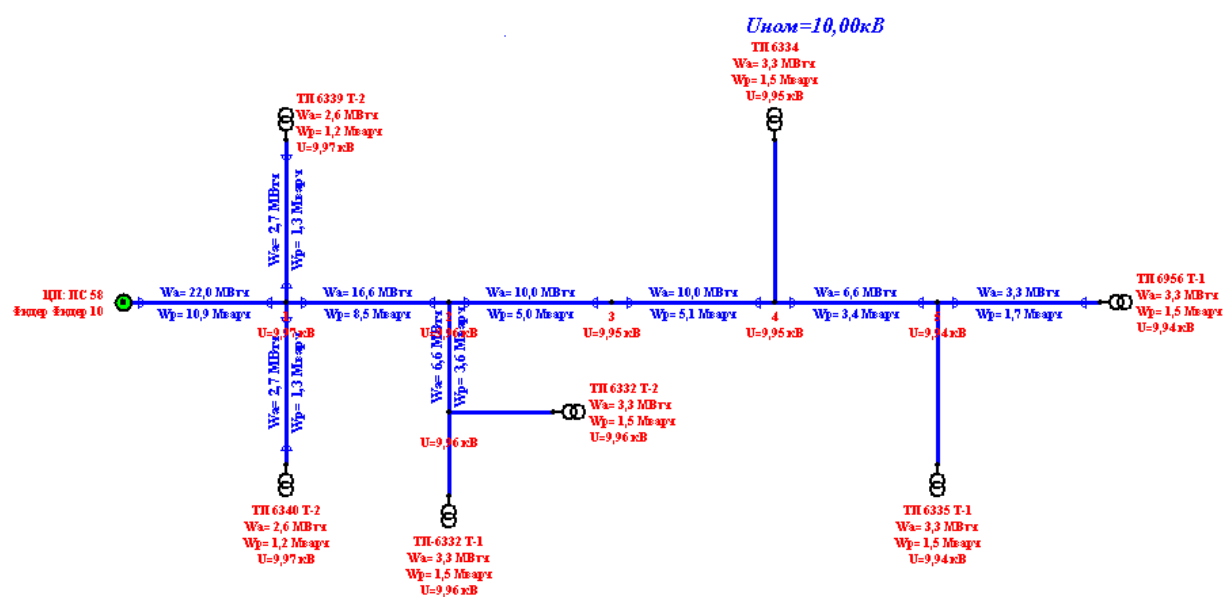 Uном=10,00кВ
ТП 6334
Wa= 3,3 МВтч
Wp= 1,5 Мварч
U=9,95 кВ
ТП 6339 Т-2
Wa= 2,6 МВтч
Wp= 1,2 Мварч
U=9,97 кВ
Wa= 2,7 МВтч
Wp= 1,3 Мварч
ЦП: ПС 58
Фидер Фидер 10
Wa= 22,0 МВтч
Wp= 10,9 Мварч
Wa= 16,6 МВтч
Wp= 8,5 Мварч
Wa= 10,0 МВтч
Wp= 5,0 Мварч
Wa= 10,0 МВтч
Wp= 5,1 Мварч
Wa= 6,6 МВтч
Wp= 3,4 Мварч
Wa= 3,3 МВтч
Wp= 1,7 Мварч
ТП 6956 Т-1
Wa= 3,3 МВтч
Wp= 1,5 Мварч
U=9,94 кВ
U=9,97 кВ
U=9,96 кВ
3
U=9,95 кВ
4
U=9,95 кВ
U=9,94 кВ
Wa= 2,7 МВтч
Wp= 1,3 Мварч
Wa= 6,6 МВтч
Wp= 3,6 Мварч
ТП 6332 Т-2
Wa= 3,3 МВтч
Wp= 1,5 Мварч
U=9,96 кВ
U=9,96 кВ
ТП 6340 Т-2
Wa= 2,6 МВтч
Wp= 1,2 Мварч
U=9,97 кВ
ТП-6332 Т-1
Wa= 3,3 МВтч
Wp= 1,5 Мварч
U=9,96 кВ
ТП 6335 Т-1
Wa= 3,3 МВтч
Wp= 1,5 Мварч
U=9,94 кВ